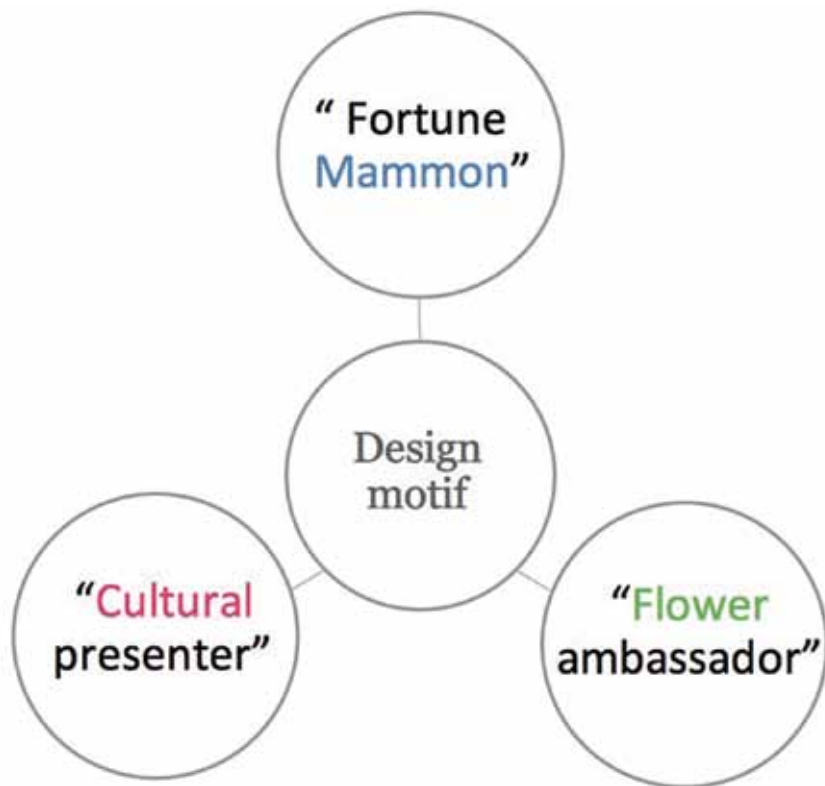 “ Fortune
Mammon”
Design
motif
“Cultural
presenter”
“Flower
ambassador”